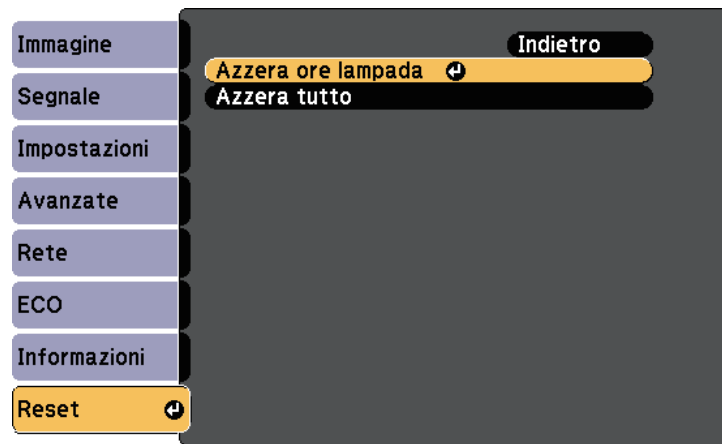 Immagine
Segnale
Impostazioni
Avanzate
Rete
ECO
Informazioni
Reset
Indietro
Azzera ore lampada
Azzera tutto